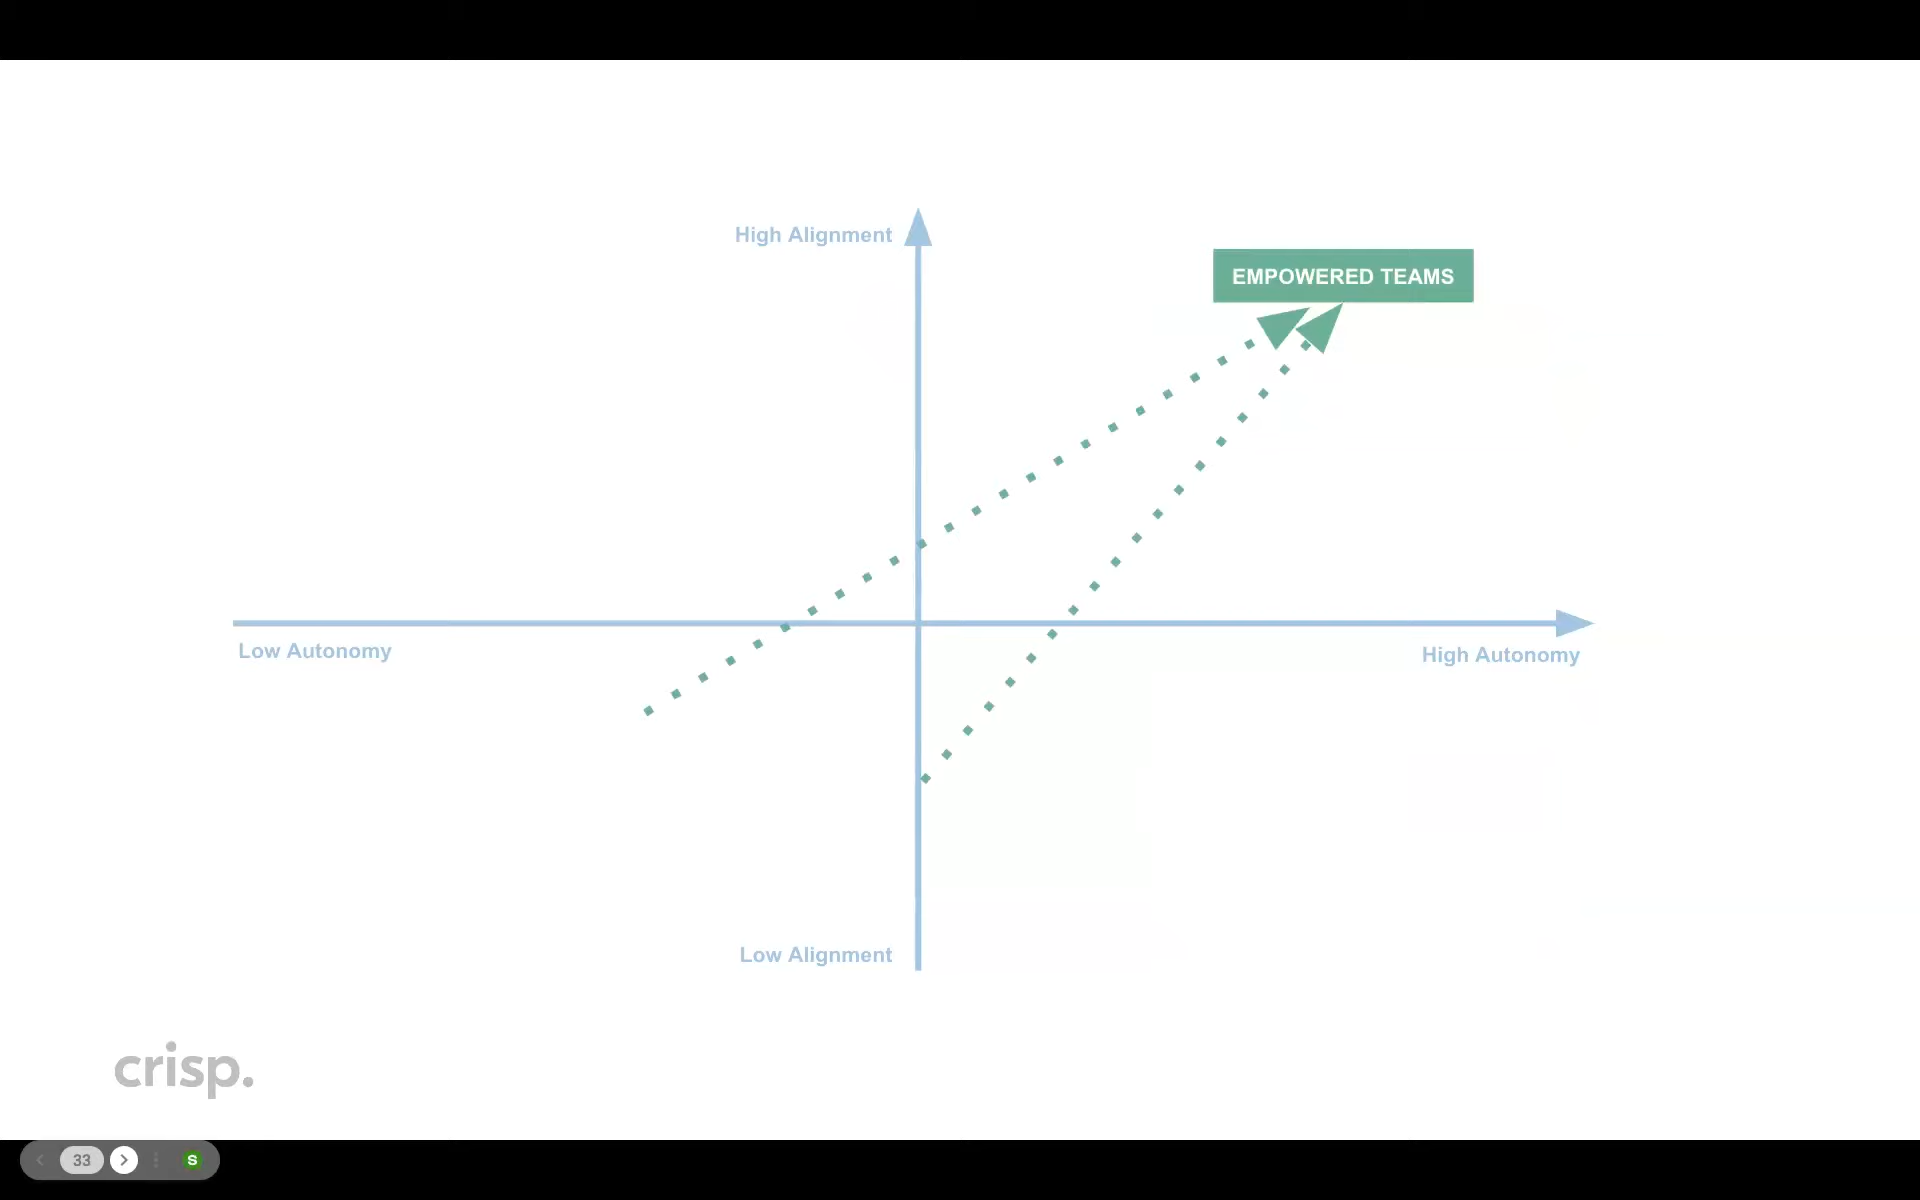 High Alignment
EMPOWERED TEAMS
Low Autonomy
High Autonomy
Low Alignment
crisp.
33
S